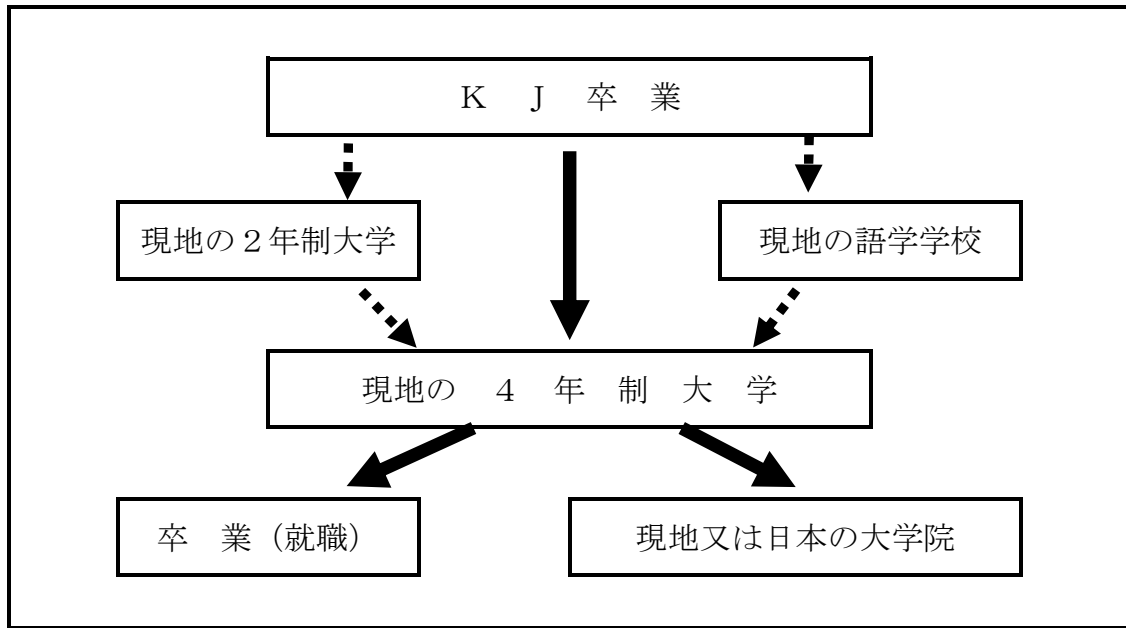 Ｋ　Ｊ　卒　業
現地の２年制大学
現地の語学学校
現地の　４　年　制　大　学
卒　業（就職）
現地又は日本の大学院